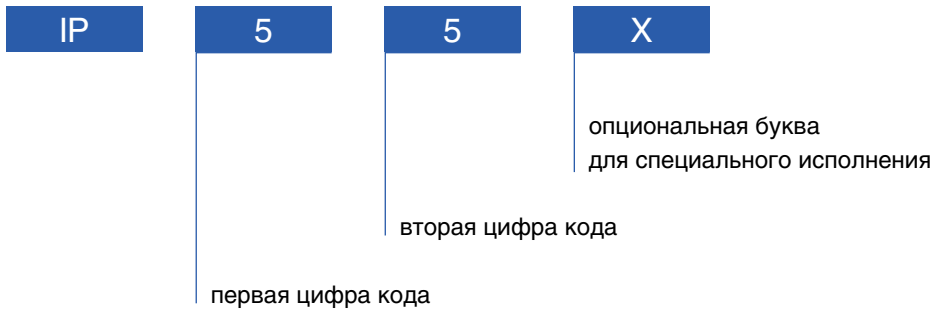 IP 5 5 X
опциональная буква
для специального исполнения
вторая цифра кода
первая цифра кода